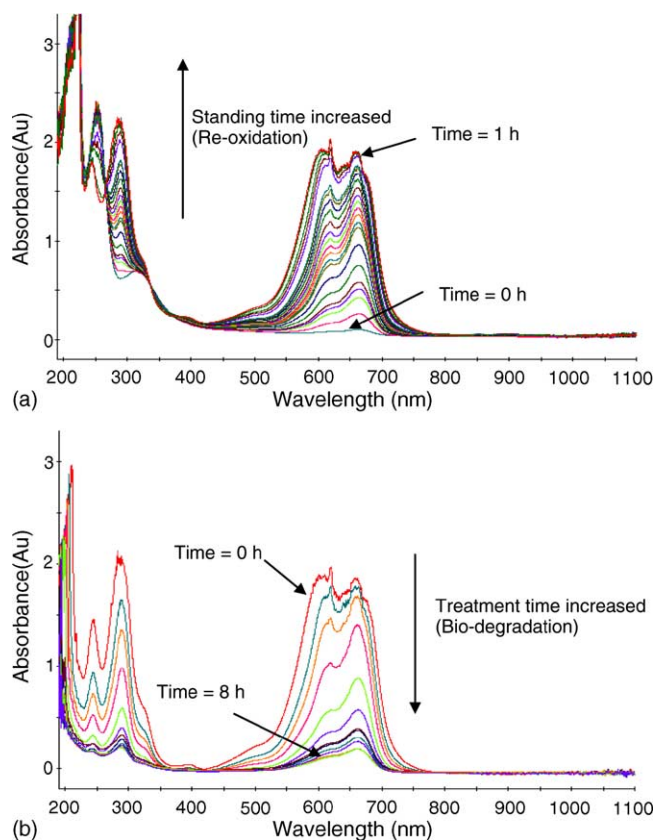 3
2
1
0
Absorbance(Au)
Standing time increased
(Re-oxidation)
Time = 1 h
Time = 0 h
200 300 400 500 600 700 800 900 1000 1100
(a) Wavelength (nm)
3
2
1
0
Absorbance(Au)
Time = 0 h
Treatment time increased
(Bio-degradation)
Time = 8 h
200 300 400 500 600 700 800 900 1000 1100
(b) Wavelength (nm)